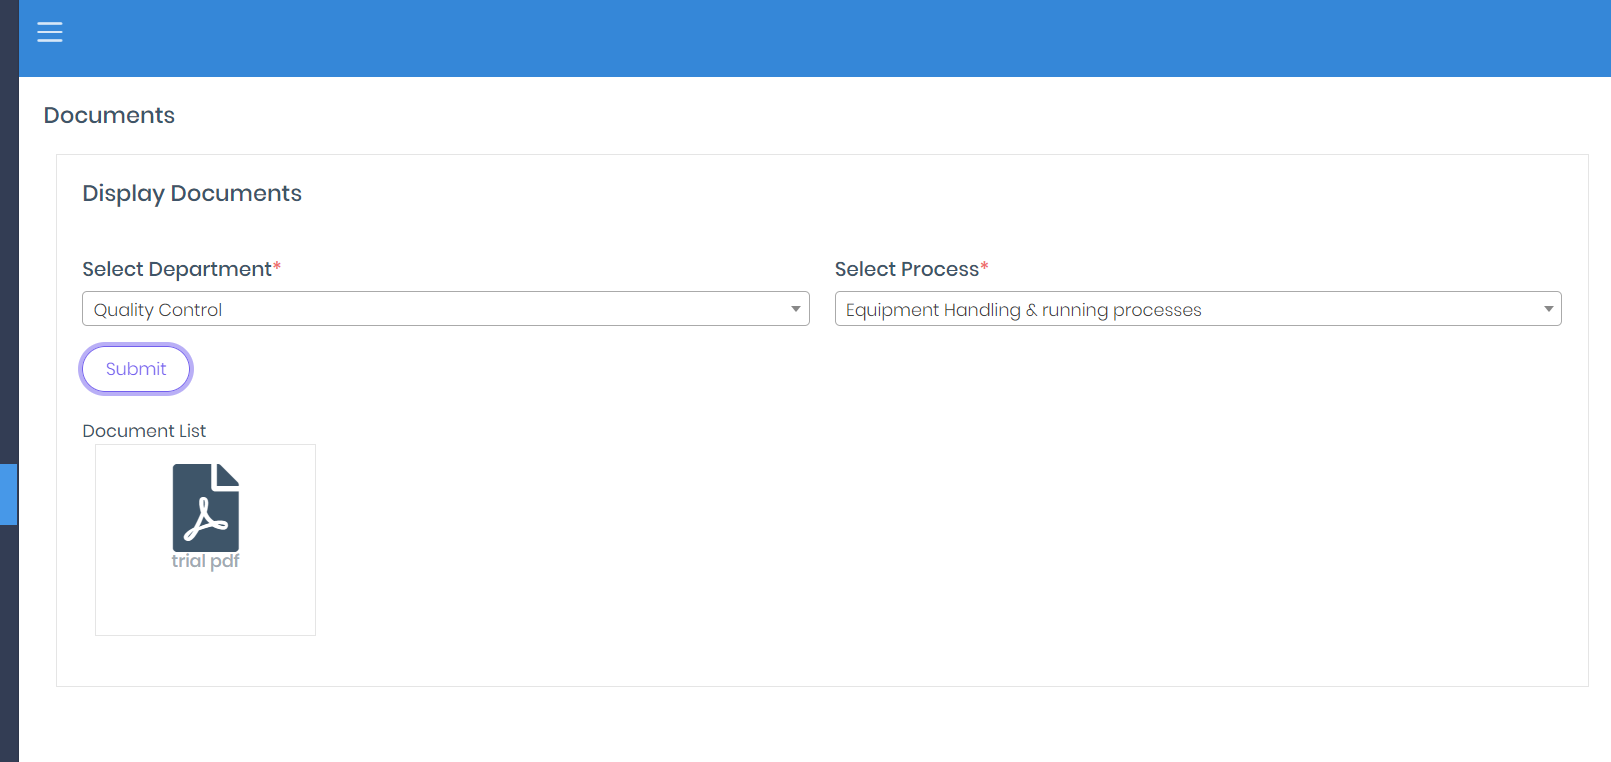 Documents
Display Documents
Select Department*
Select Process*
Quality Control
Equipment Handling & running processes
Submit
Document List
trial pdf